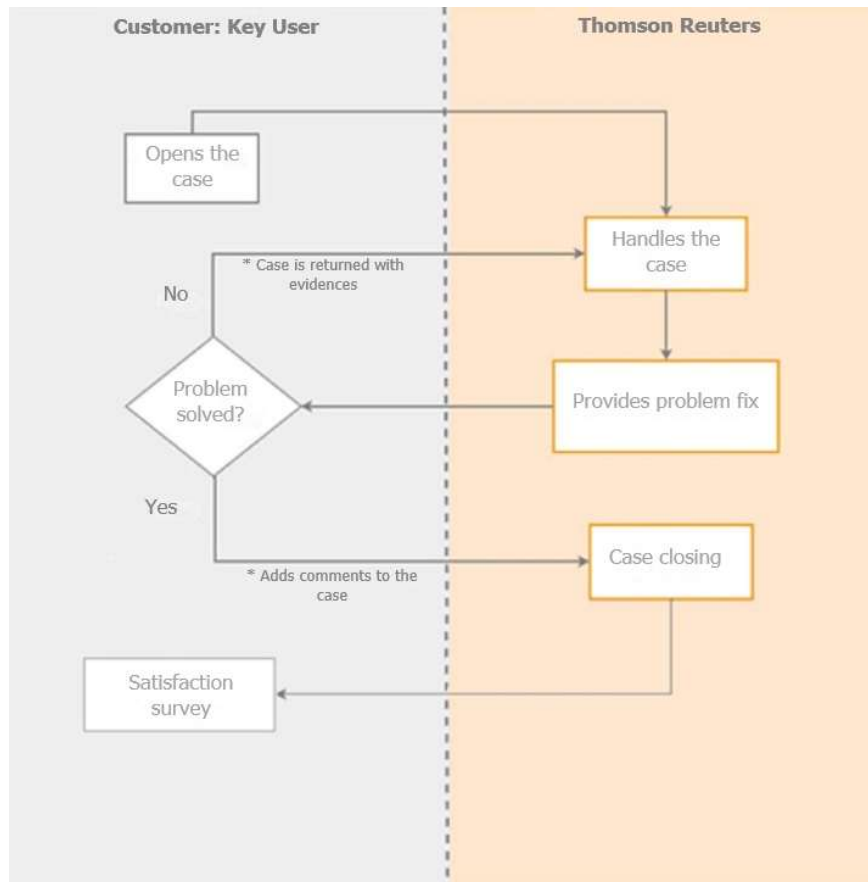 Customer: Key User
Thomson Reuters
Opens the
case
Handles the
case
* Case is returned with
evidences
No
Problem
solved?
Provides problem fix
Yes
Case closing
* Adds comments to the
case
Satisfaction
survey